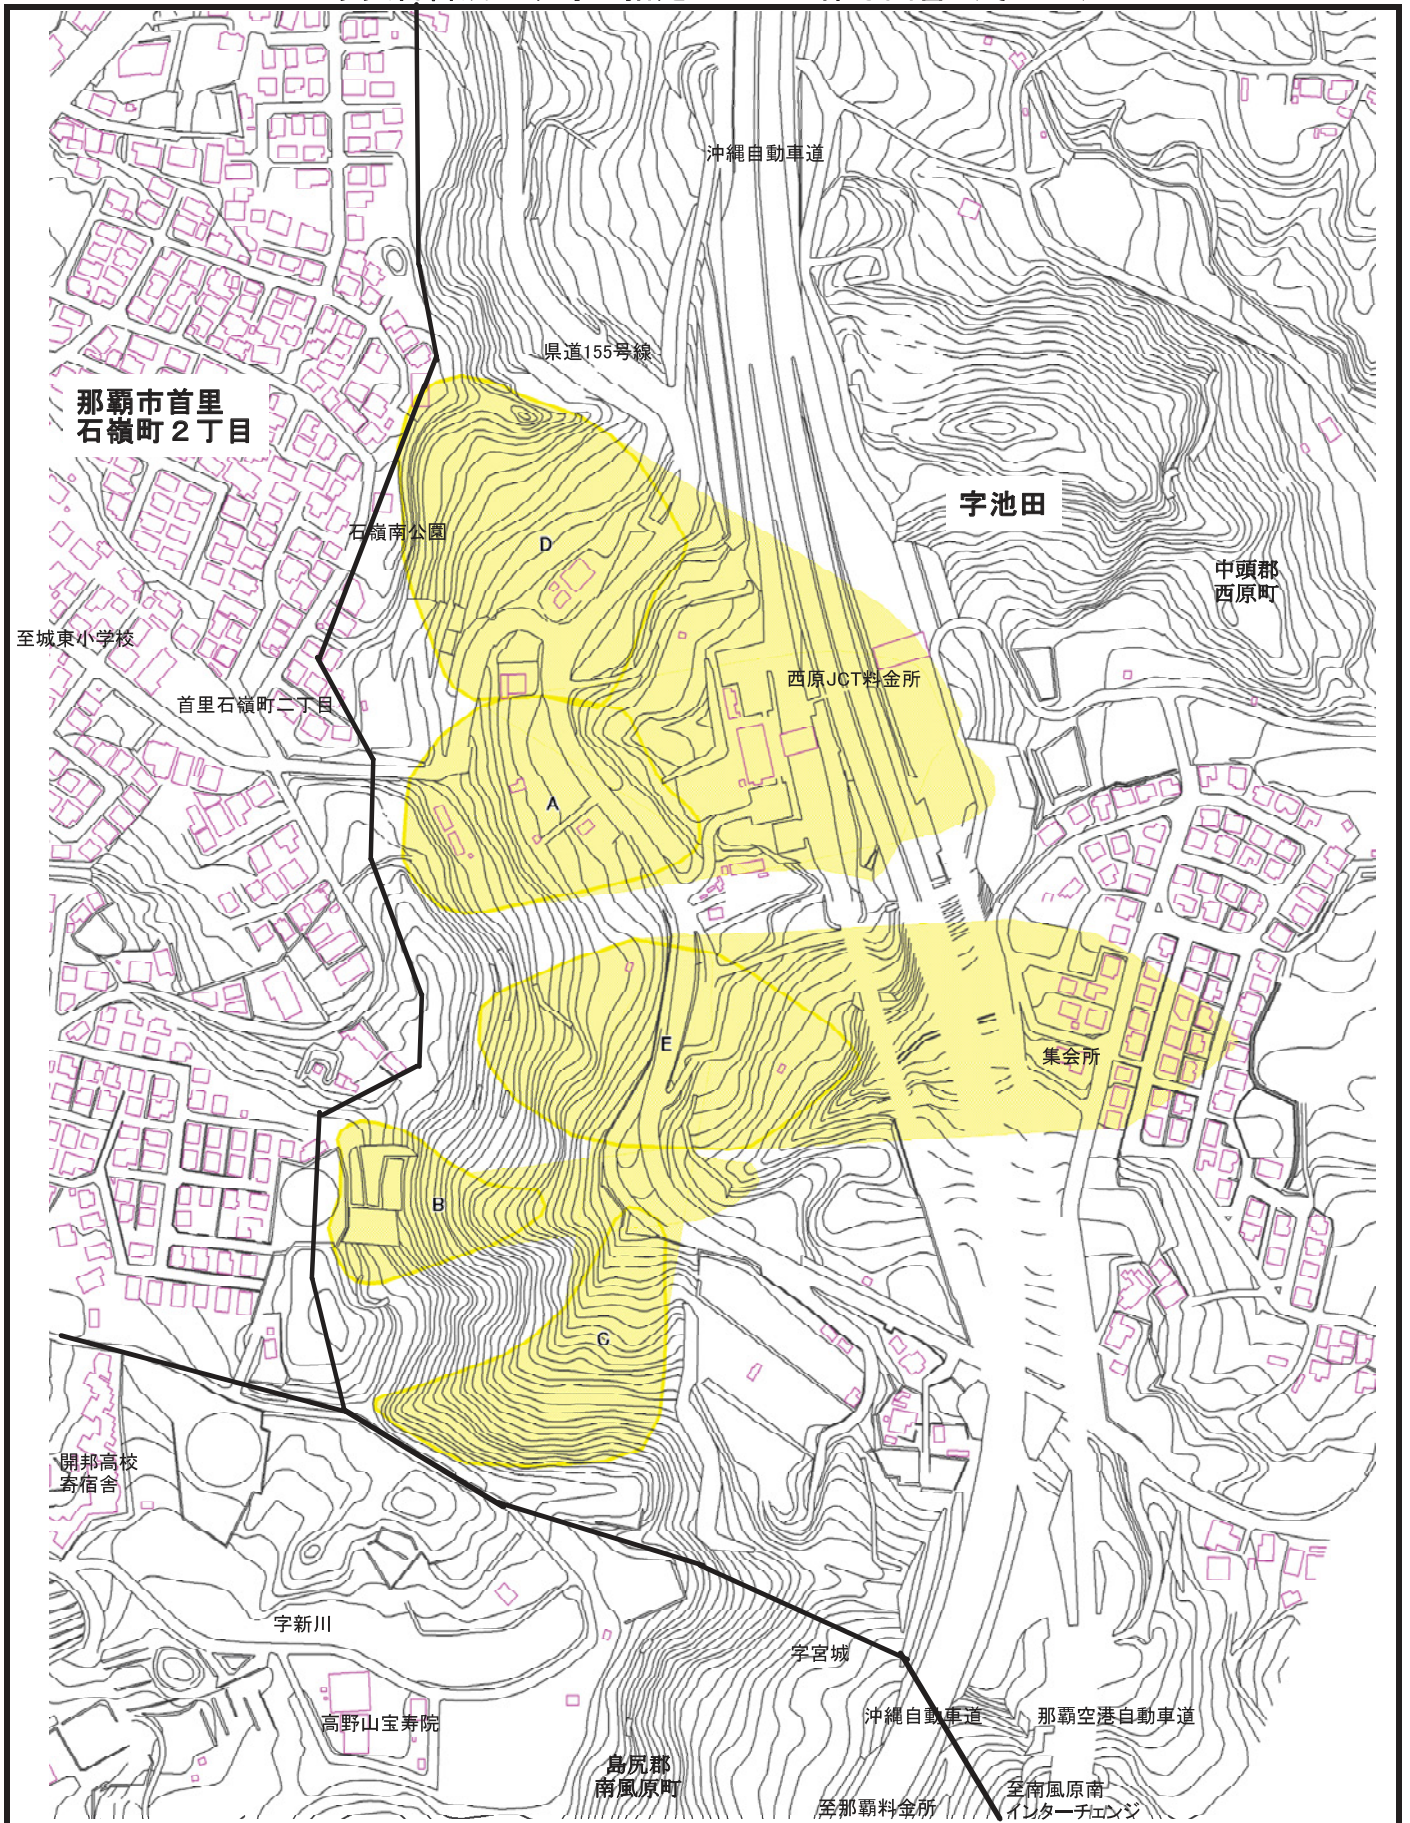 沖縄自動車道
県道155号線
那覇市首里
石嶺町２丁目
字池田
石嶺南公園
D
中頭郡
西原町
至城東小学校
西原JCT料金所
首里石嶺町二丁目
A
E
集会所
B
C
開邦高校
寄宿舎
字新川
字宮城
高野山宝寿院
沖縄自動車道
那覇空港自動車道
島尻郡
南風原町
至那覇料金所
至南風原南
インターチェンジ